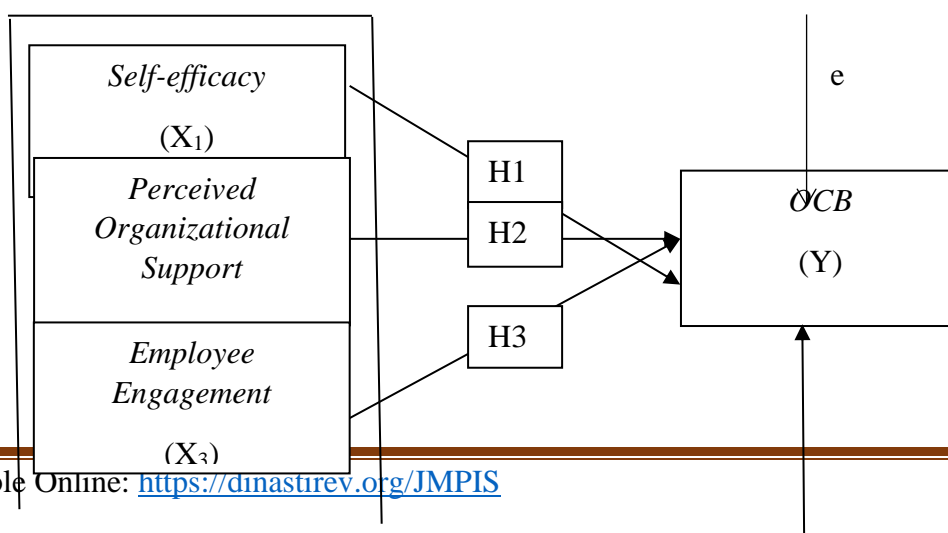 Self-efficacy
(X₁)
Perceived
Organizational
Support
Employee
Engagement
(X₃)
H1
H2
H3
e
OCB
(Y)
Online: https://dinastirev.org/JMPIS